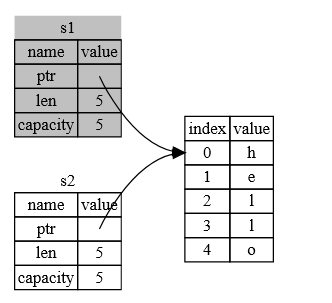 s1
name value
ptr
len 5
capacity 5
s2
name value
ptr
len 5
capacity 5
index value
0 h
1 e
2 l
3 l
4 o